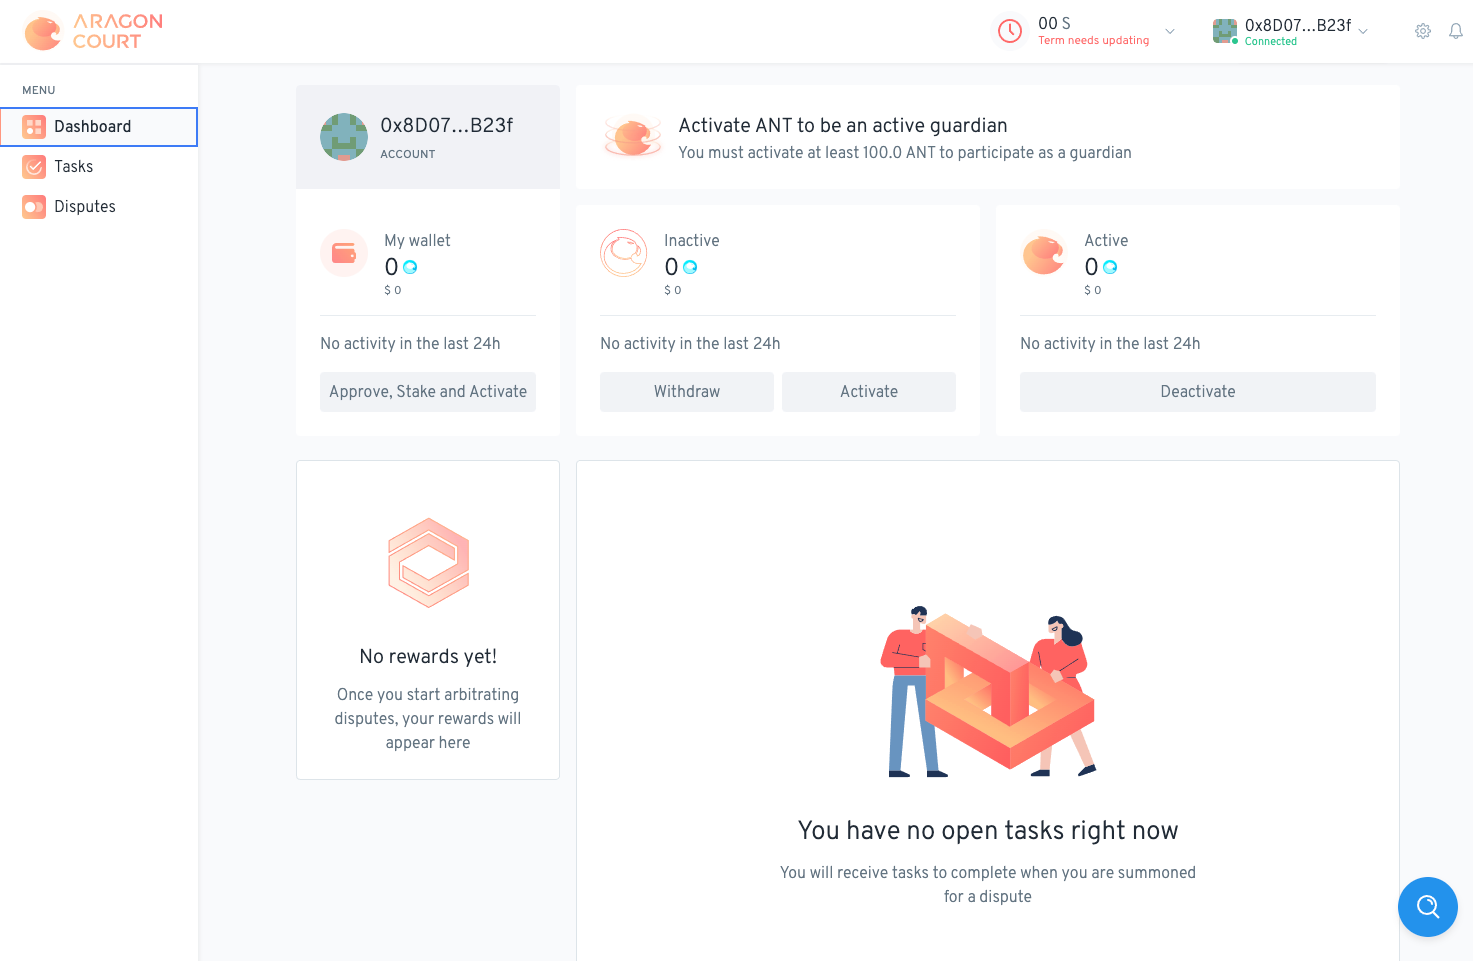 ARAGON
COURT
00 S
Term needs updating
0x8D07...B23f
Connected
MENU
Dashboard
Tasks
Disputes
0x8D07...B23f
ACCOUNT
Activate ANT to be an active guardian
You must activate at least 100.0 ANT to participate as a guardian
My wallet
0
$ 0
No activity in the last 24h
Approve, Stake and Activate
Inactive
0
$ 0
No activity in the last 24h
Withdraw
Activate
Active
0
$ 0
No activity in the last 24h
Deactivate
No rewards yet!
Once you start arbitrating
disputes, your rewards will
appear here
You have no open tasks right now
You will receive tasks to complete when you are summoned
for a dispute